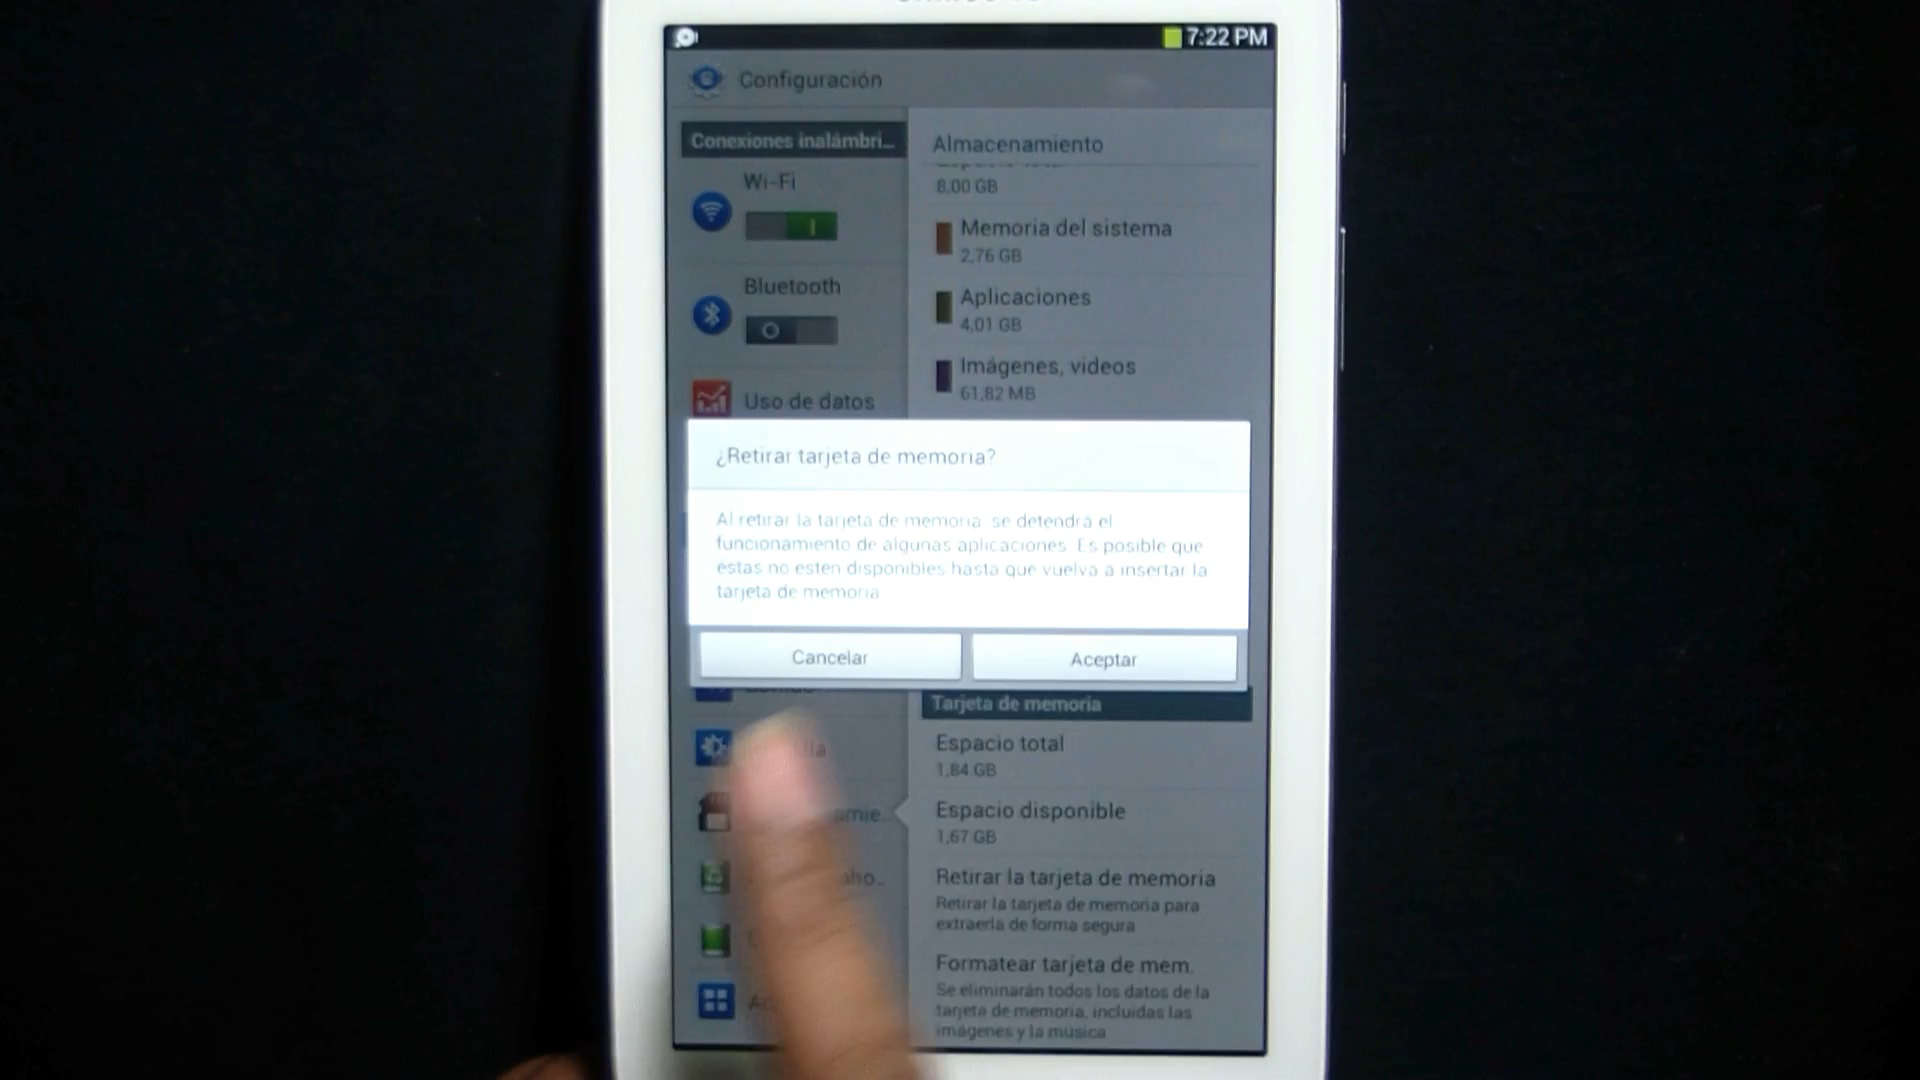 7:22 PM
Configuración
Conexiones inalámbri...
Wi-Fi
Bluetooth
Uso de datos
Almacenamiento
8,00 GB
Memoria del sistema
2,76 GB
Aplicaciones
4,01 GB
Imágenes, videos
61,82 MB
¿Retirar tarjeta de memoria?
Al retirar la tarjeta de memoria, se detendrá el
funcionamiento de algunas aplicaciones. Es posible que
estas no estén disponibles hasta que vuelva a insertar la
tarjeta de memoria
Cancelar
Aceptar
Tarjeta de memoria
Espacio total
1,84 GB
Espacio disponible
1,67 GB
Retirar la tarjeta de memoria
Retirar la tarjeta de memoria para
extraerla de forma segura
Formatear tarjeta de mem.
Se eliminarán todos los datos de la
tarjeta de memoria, incluidas las
imágenes y la música